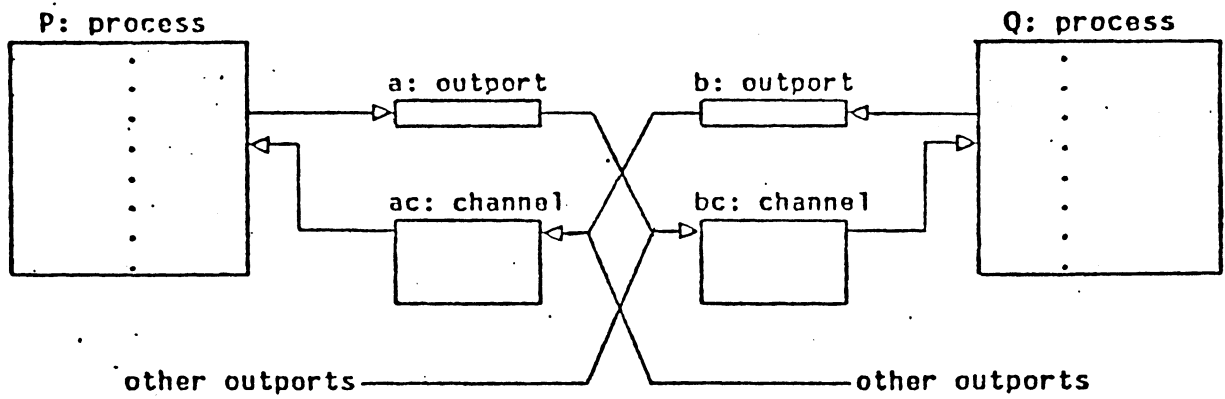 P: process
Q: process
a: outport
b: outport
ac: channel
bc: channel
other outports
other outports